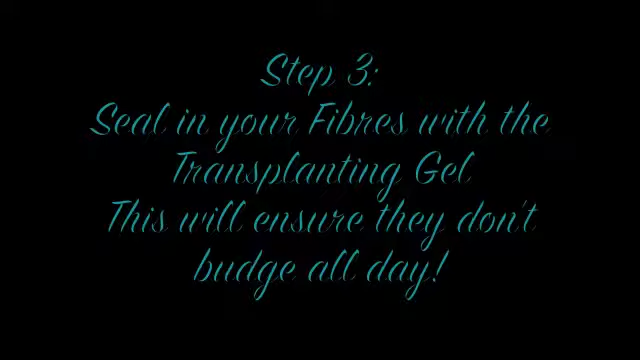 Step 3:
Seal in your Fibres with the
Transplanting Gel
This will ensure they don't
budge all day!